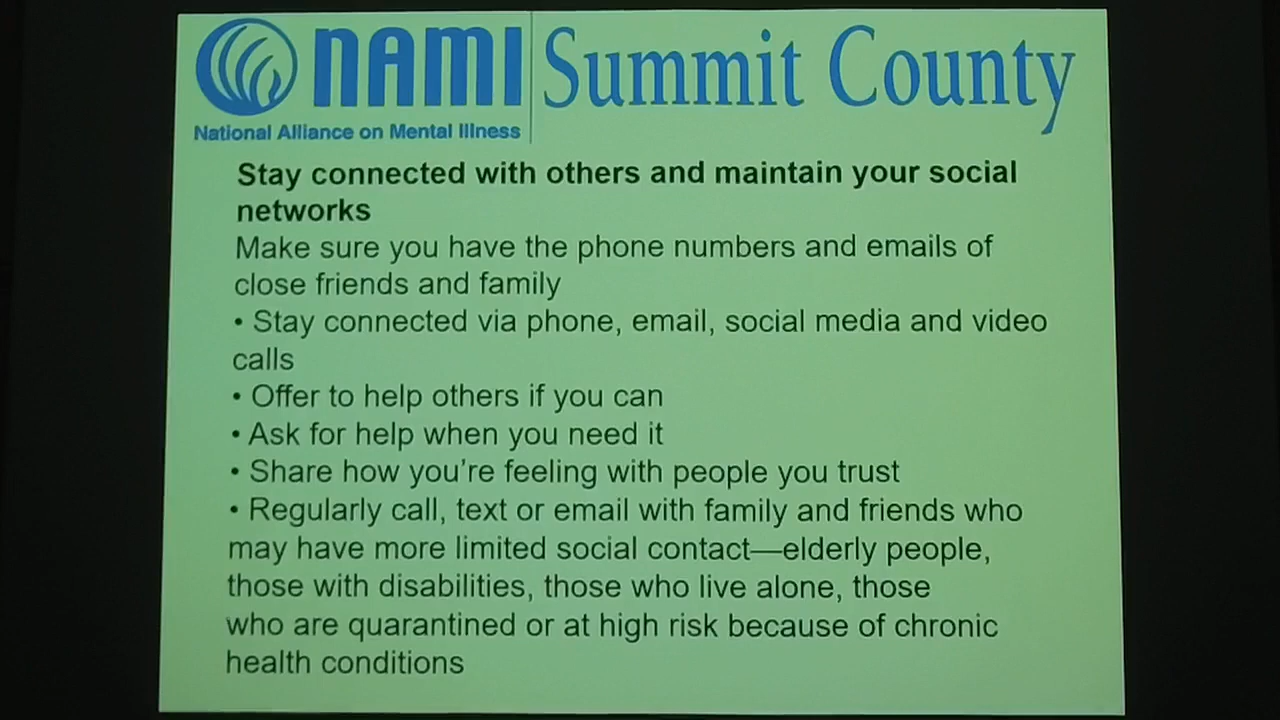 NAMI Summit County
National Alliance on Mental Illness
Stay connected with others and maintain your social
networks
Make sure you have the phone numbers and emails of
close friends and family
• Stay connected via phone, email, social media and video
calls
• Offer to help others if you can
• Ask for help when you need it
• Share how you’re feeling with people you trust
• Regularly call, text or email with family and friends who
may have more limited social contact—elderly people,
those with disabilities, those who live alone, those
who are quarantined or at high risk because of chronic
health conditions